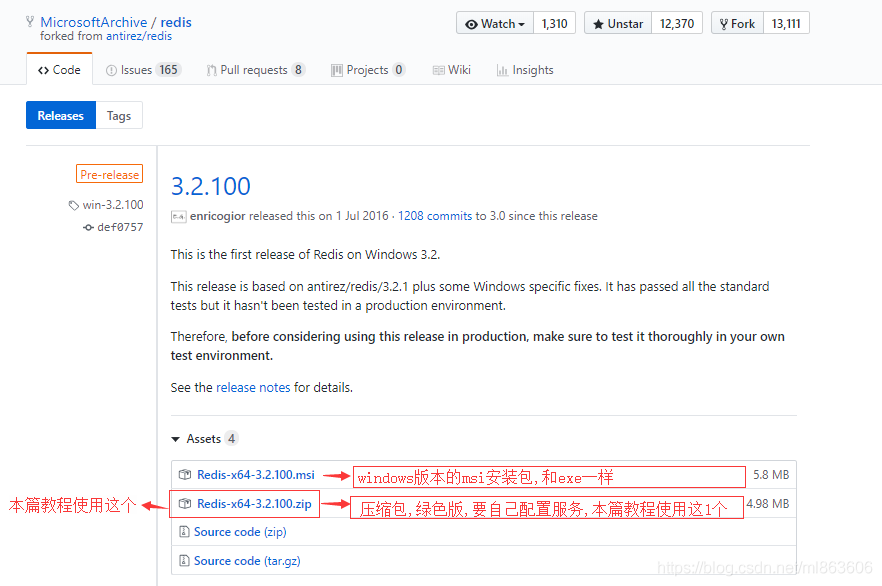 MicrosoftArchive / redis
forked from antirez/redis
Watch 1,310
Unstar 12,370
Fork 13,111
Code
Issues 165
Pull requests 8
Projects 0
Wiki
Insights
Releases
Tags
Pre-release
win-3.2.100
def0757
3.2.100
enricogior released this on 1 Jul 2016 · 1208 commits to 3.0 since this release
This is the first release of Redis on Windows 3.2.
This release is based on antirez/redis/3.2.1 plus some Windows specific fixes. It has passed all the standard
tests but it hasn't been tested in a production environment.
Therefore, before considering using this release in production, make sure to test it thoroughly in your own
test environment.
See the release notes for details.
Assets 4
Redis-x64-3.2.100.msi
windows版本的msi安装包,和exe一样
5.8 MB
本篇教程使用这个
Redis-x64-3.2.100.zip
压缩包,绿色版,要自己配置服务,本篇教程使用这1个
4.98 MB
Source code (zip)
Source code (tar.gz)
https://blog.csdn.net/ml863606